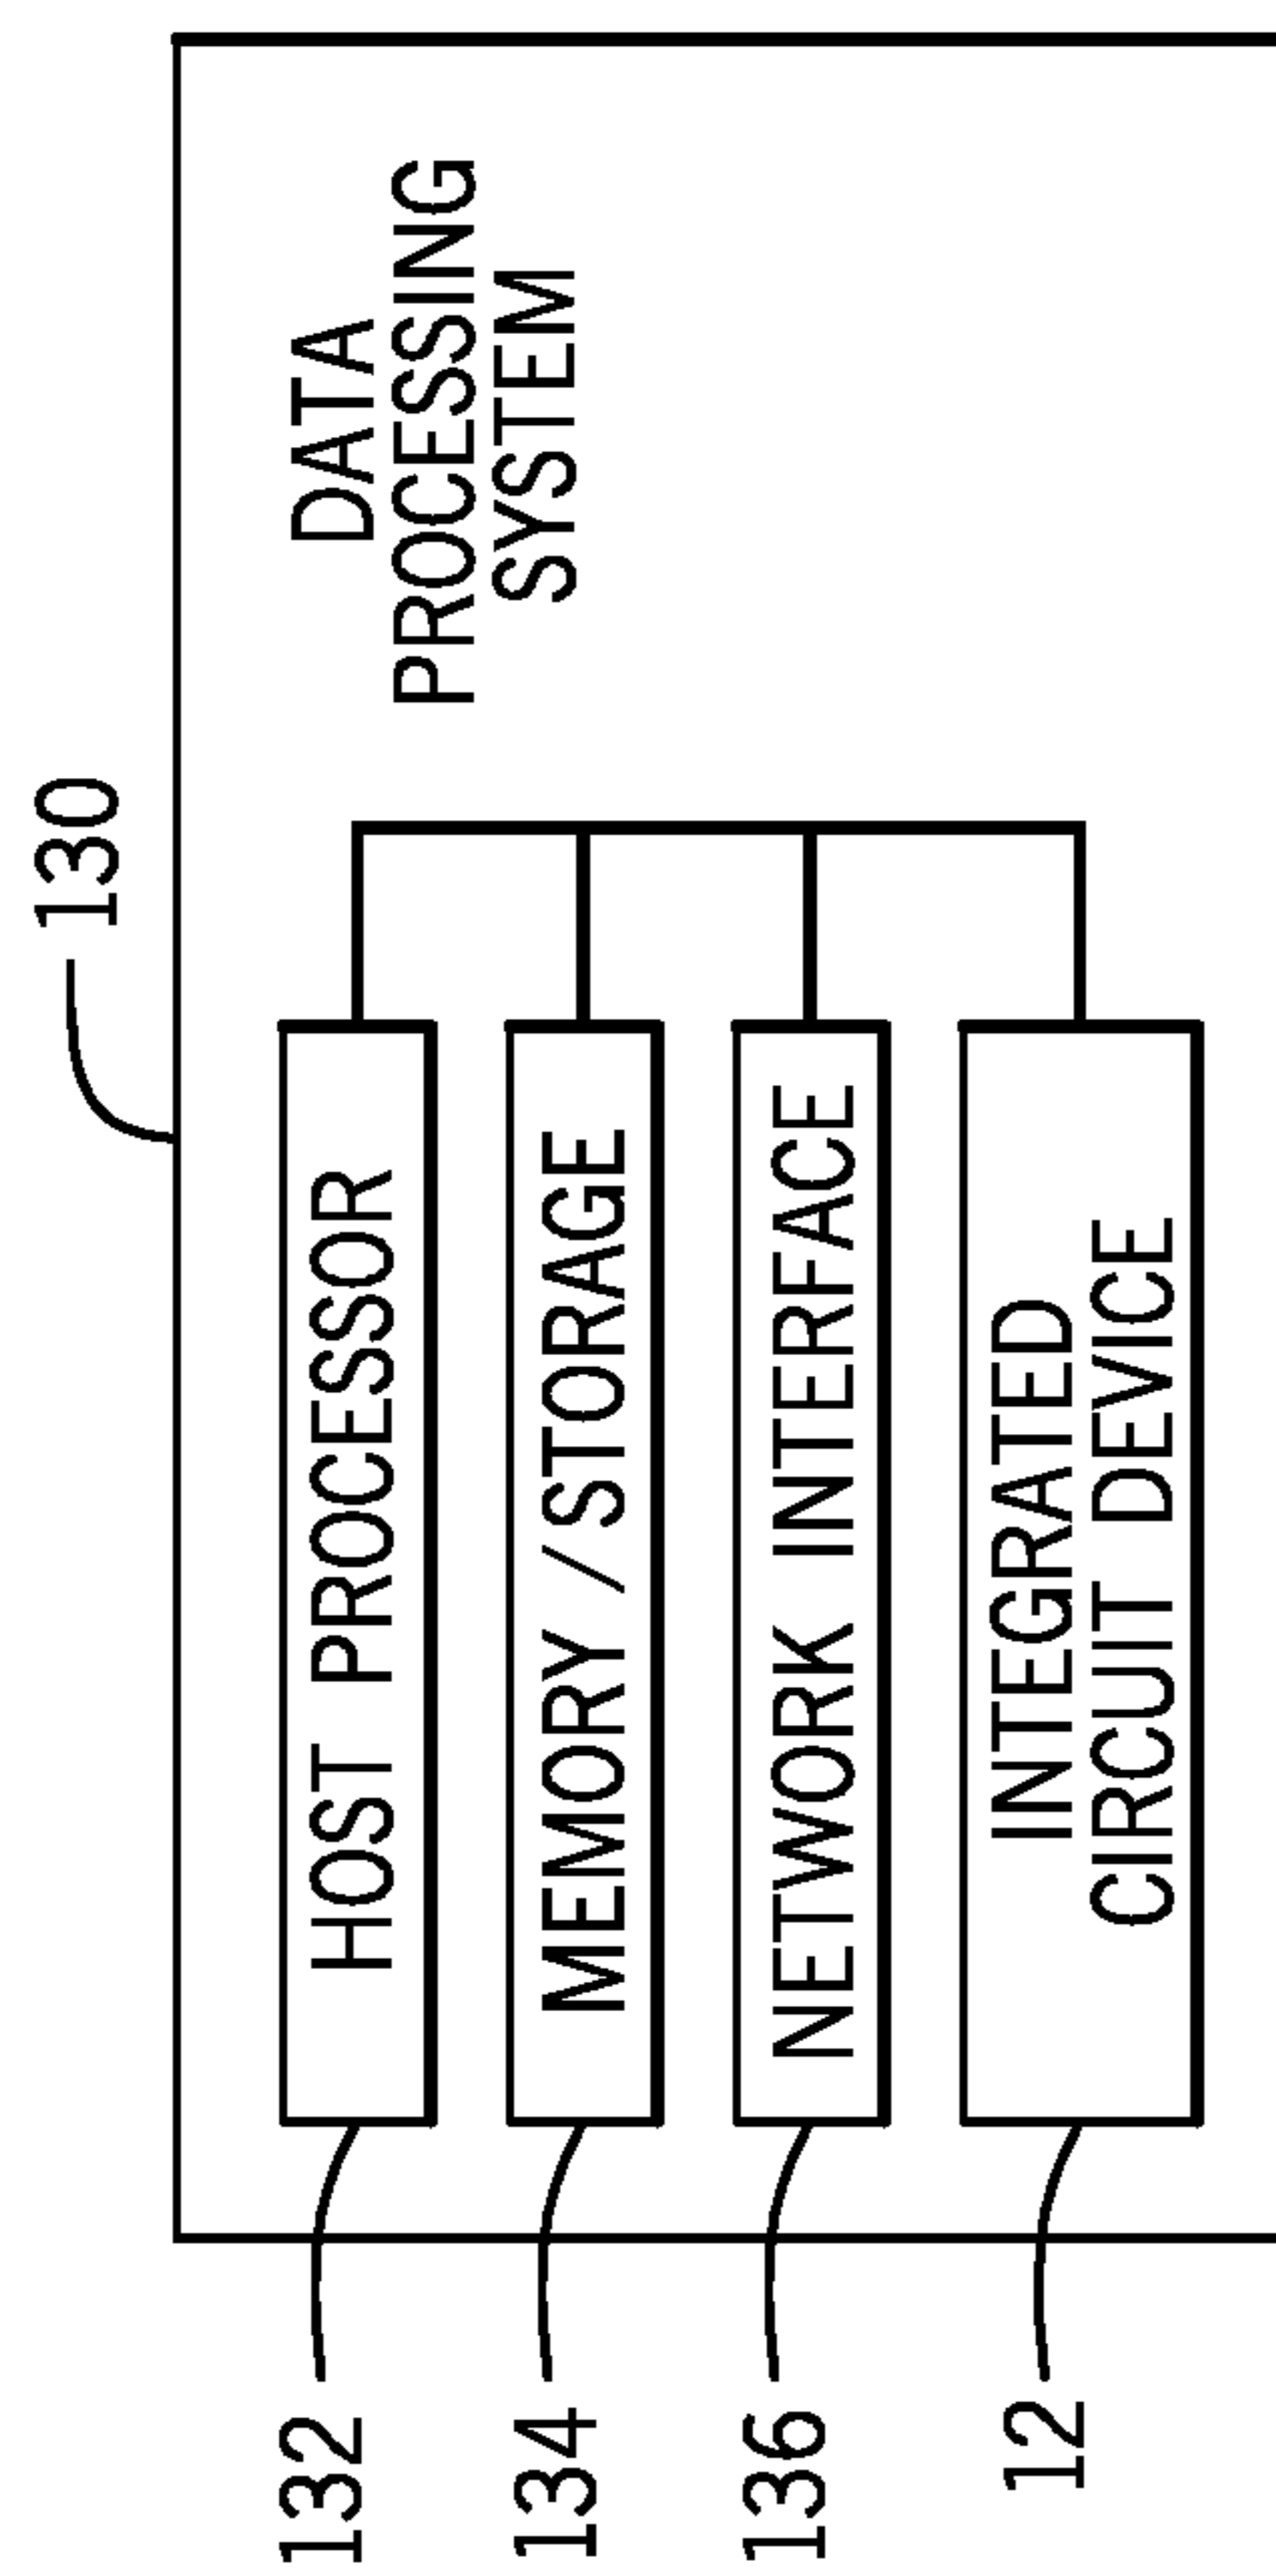 130
DATA
PROCESSING
SYSTEM
132
HOST PROCESSOR
134
MEMORY/STORAGE
136
NETWORK INTERFACE
12
INTEGRATED
CIRCUIT DEVICE